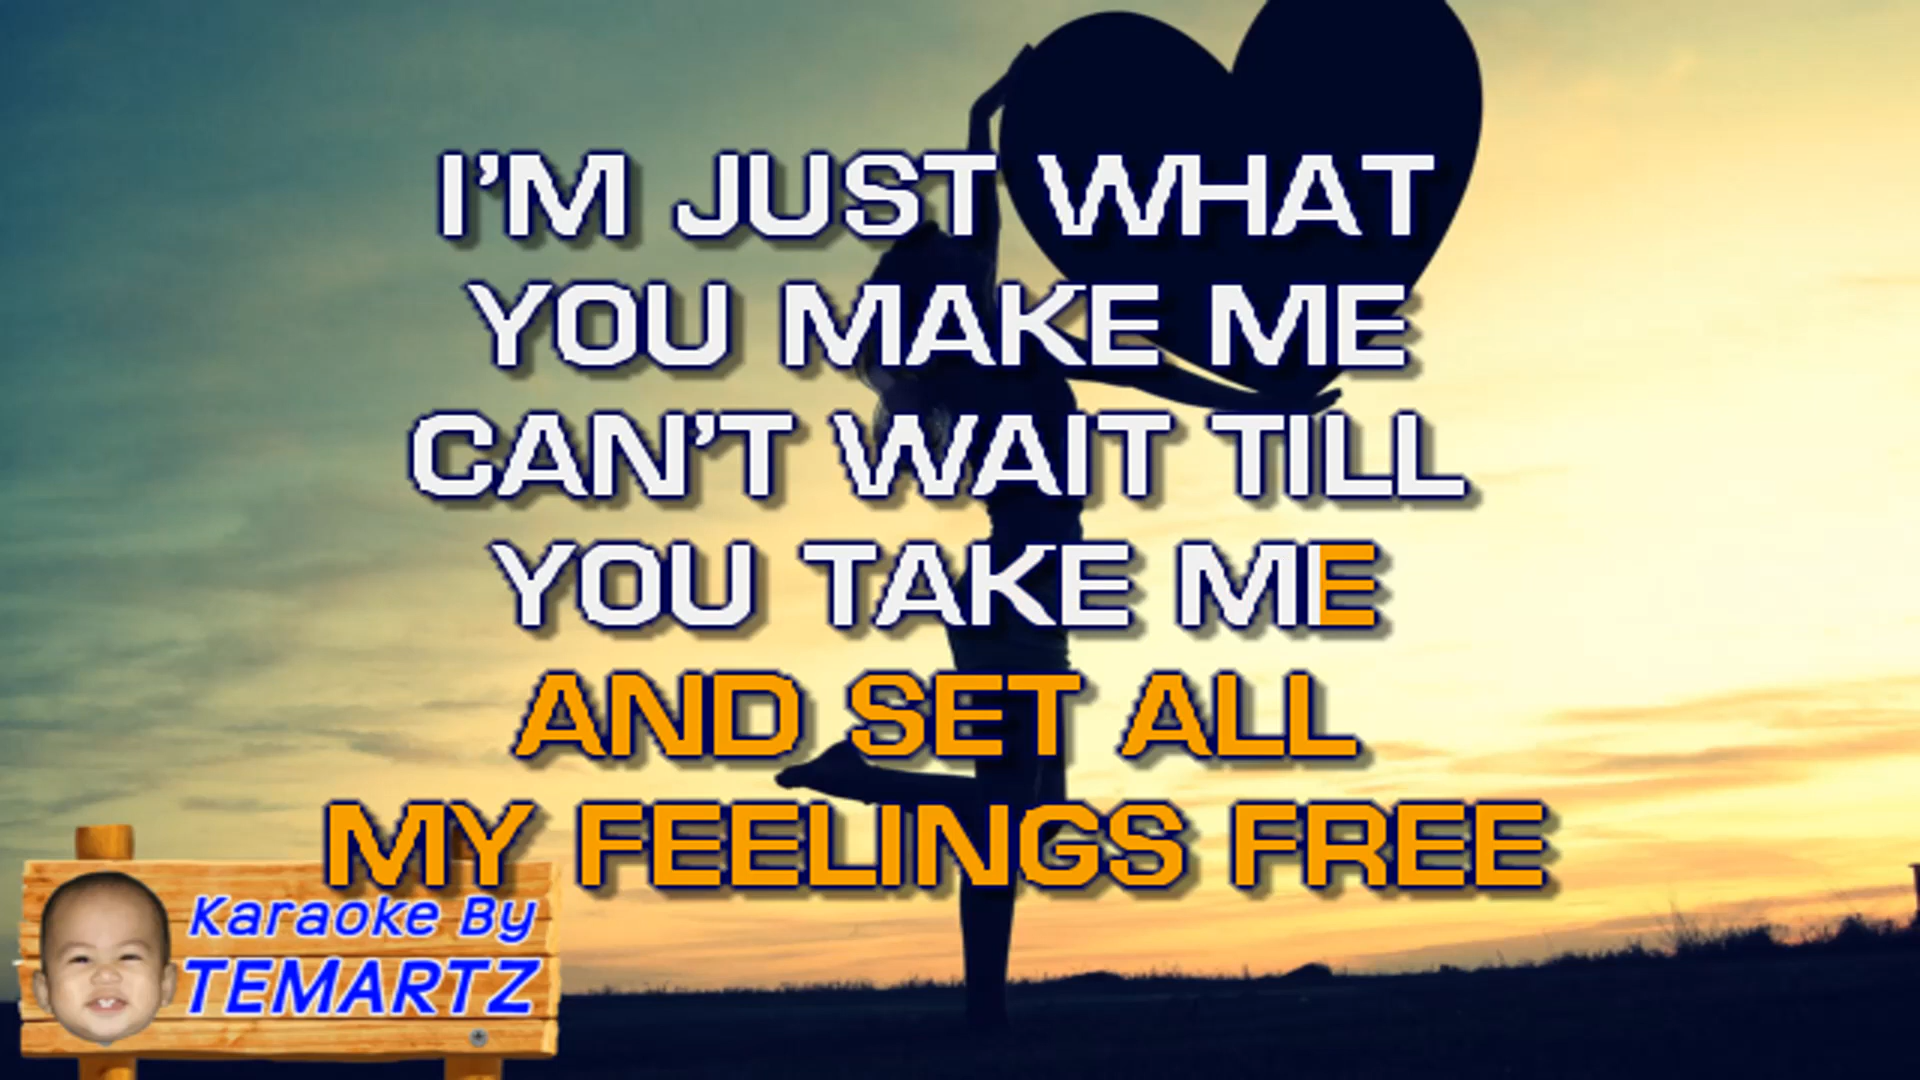 I'M JUST WHAT
YOU MAKE ME
CAN'T WAIT TILL
YOU TAKE ME
AND SET ALL
MY FEELINGS FREE
Karaoke By
TEMARTZ